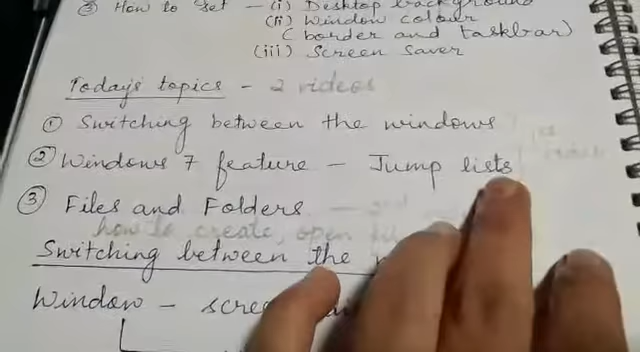 ③ How to set - (i) Desktop background
(ii) Window colour
(border and taskbar)
(iii) Screen Saver
Today's topics - 2 videos
① Switching between the windows
② Windows 7 feature - Jump lists
③ Files and Folders
how to create, open
Switching between the
Window -